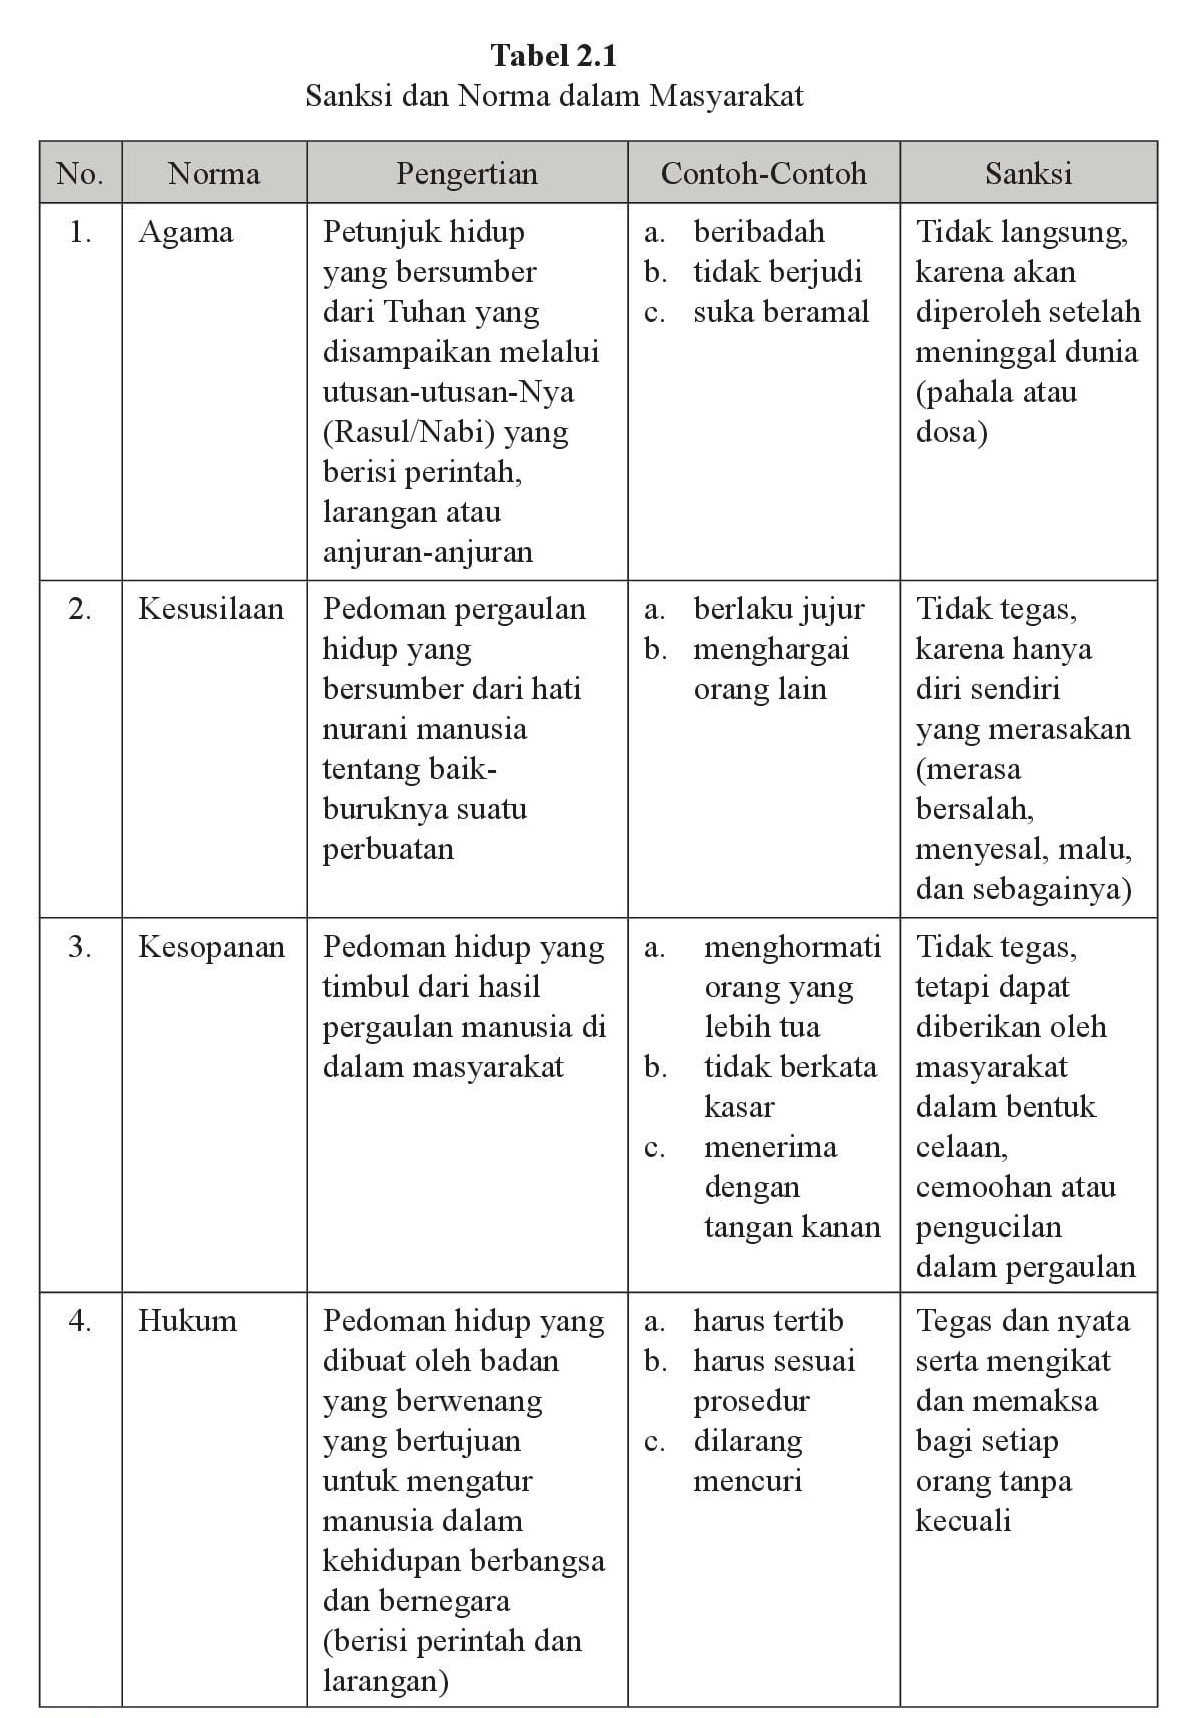 Tabel 2.1
Sanksi dan Norma dalam Masyarakat
No.
Norma
Pengertian
Contoh-Contoh
Sanksi
1.
Agama
Petunjuk hidup
yang bersumber
dari Tuhan yang
disampaikan melalui
utusan-utusan-Nya
(Rasul/Nabi) yang
berisi perintah,
larangan atau
anjuran-anjuran
a. beribadah
b. tidak berjudi
c. suka beramal
Tidak langsung,
karena akan
diperoleh setelah
meninggal dunia
(pahala atau
dosa)
2.
Kesusilaan
Pedoman pergaulan
hidup yang
bersumber dari hati
nurani manusia
tentang baik-
buruknya suatu
perbuatan
a. berlaku jujur
b. menghargai
orang lain
Tidak tegas,
karena hanya
diri sendiri
yang merasakan
(merasa
bersalah,
menyesal, malu,
dan sebagainya)
3.
Kesopanan
Pedoman hidup yang
timbul dari hasil
pergaulan manusia di
dalam masyarakat
a. menghormati
orang yang
lebih tua
b. tidak berkata
kasar
c. menerima
dengan
tangan kanan
Tidak tegas,
tetapi dapat
diberikan oleh
masyarakat
dalam bentuk
celaan,
cemoohan atau
pengucilan
dalam pergaulan
4.
Hukum
Pedoman hidup yang
dibuat oleh badan
yang berwenang
yang bertujuan
untuk mengatur
manusia dalam
kehidupan berbangsa
dan bernegara
(berisi perintah dan
larangan)
a. harus tertib
b. harus sesuai
prosedur
c. dilarang
mencuri
Tegas dan nyata
serta mengikat
dan memaksa
bagi setiap
orang tanpa
kecuali